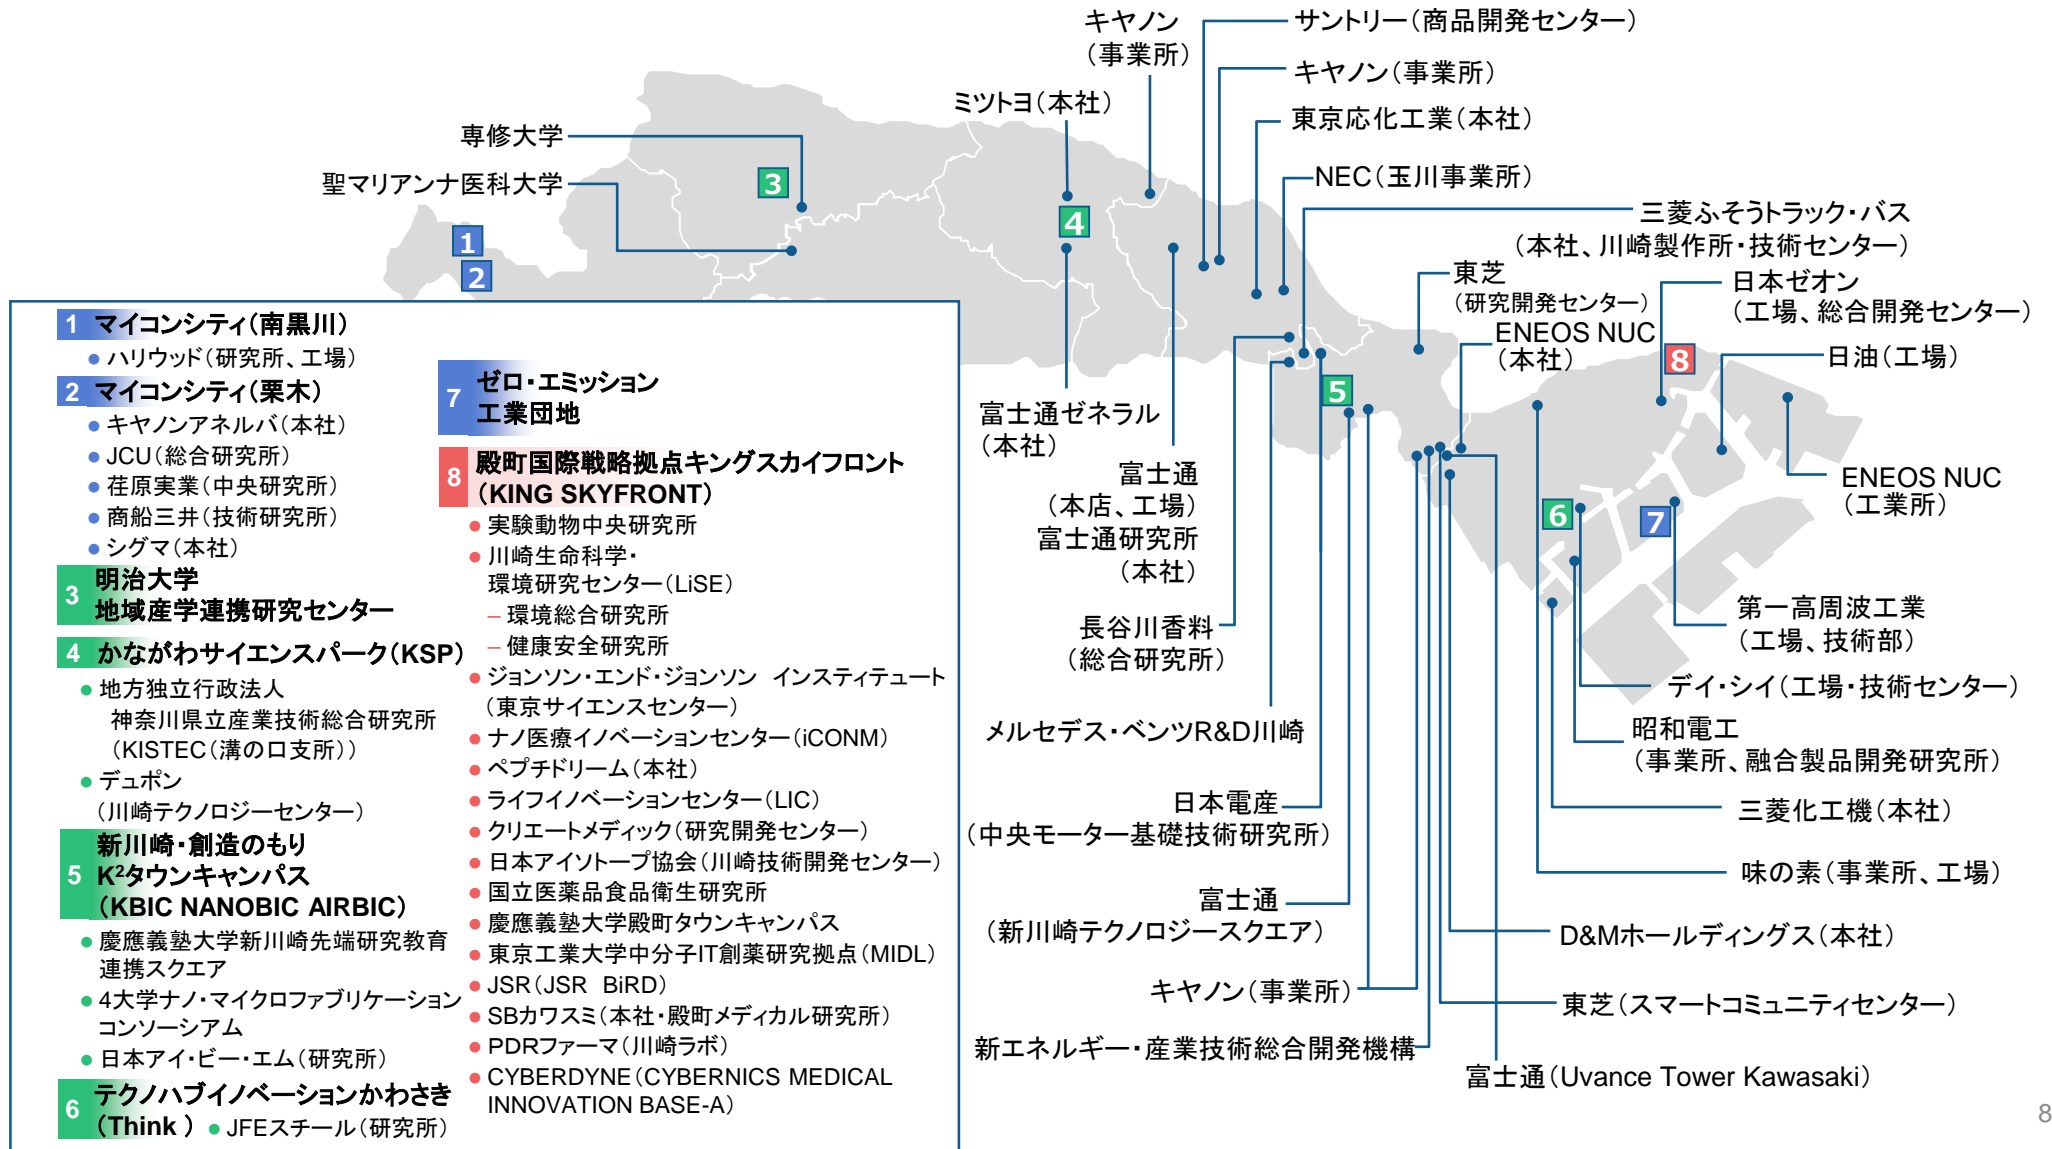 キヤノン
（事業所）
サントリー（商品開発センター）
キヤノン（事業所）
ミツトヨ（本社）
東京応化工業（本社）
専修大学
聖マリアンナ医科大学
NEC（玉川事業所）
三菱ふそうトラック・バス
（本社、川崎製作所・技術センター）
東芝
（研究開発センター）
日本ゼオン
（工場、総合開発センター）
ENEOS NUC
（本社）
日油（工場）
ENEOS NUC
（工業所）
1
2
3
4
5
6
7
8
1 マイコンシティ（南黒川）
● ハリウッド（研究所、工場）
2 マイコンシティ（栗木）
● キヤノンアネルバ（本社）
● JCU（総合研究所）
● 荏原実業（中央研究所）
● 商船三井（技術研究所）
● シグマ（本社）
3 明治大学
地域産学連携研究センター
4 かながわサイエンスパーク（KSP）
● 地方独立行政法人
神奈川県立産業技術総合研究所
（KISTEC（溝の口支所））
● デュポン
（川崎テクノロジーセンター）
5 新川崎・創造のもり
K²タウンキャンパス
（KBIC NANOBIC AIRBIC）
● 慶應義塾大学新川崎先端研究教育
連携スクエア
● 4大学ナノ・マイクロファブリケーション
コンソーシアム
● 日本アイ・ビー・エム（研究所）
6 テクノハブイノベーションかわさき
（Think ） ● JFEスチール（研究所）
7 ゼロ・エミッション
工業団地
8 殿町国際戦略拠点キングスカイフロント
（KING SKYFRONT）
● 実験動物中央研究所
● 川崎生命科学・
環境研究センター（LiSE）
– 環境総合研究所
– 健康安全研究所
● ジョンソン・エンド・ジョンソン　インスティテュート
（東京サイエンスセンター）
● ナノ医療イノベーションセンター（iCONM）
● ペプチドリーム（本社）
● ライフイノベーションセンター（LIC）
● クリエートメディック（研究開発センター）
● 日本アイソトープ協会（川崎技術開発センター）
● 国立医薬品食品衛生研究所
● 慶應義塾大学殿町タウンキャンパス
● 東京工業大学中分子IT創薬研究拠点（MIDL）
● JSR（JSR　BiRD）
● SBカワスミ（本社・殿町メディカル研究所）
● PDRファーマ（川崎ラボ）
● CYBERDYNE（CYBERNICS MEDICAL
INNOVATION BASE-A）
富士通ゼネラル
（本社）
富士通
（本店、工場）
富士通研究所
（本社）
長谷川香料
（総合研究所）
メルセデス・ベンツR&D川崎
日本電産
（中央モーター基礎技術研究所）
富士通
（新川崎テクノロジースクエア）
キヤノン（事業所）
新エネルギー・産業技術総合開発機構
第一高周波工業
（工場、技術部）
デイ・シイ（工場・技術センター）
昭和電工
（事業所、融合製品開発研究所）
三菱化工機（本社）
味の素（事業所、工場）
D&Mホールディングス（本社）
東芝（スマートコミュニティセンター）
富士通（Uvance Tower Kawasaki）
8